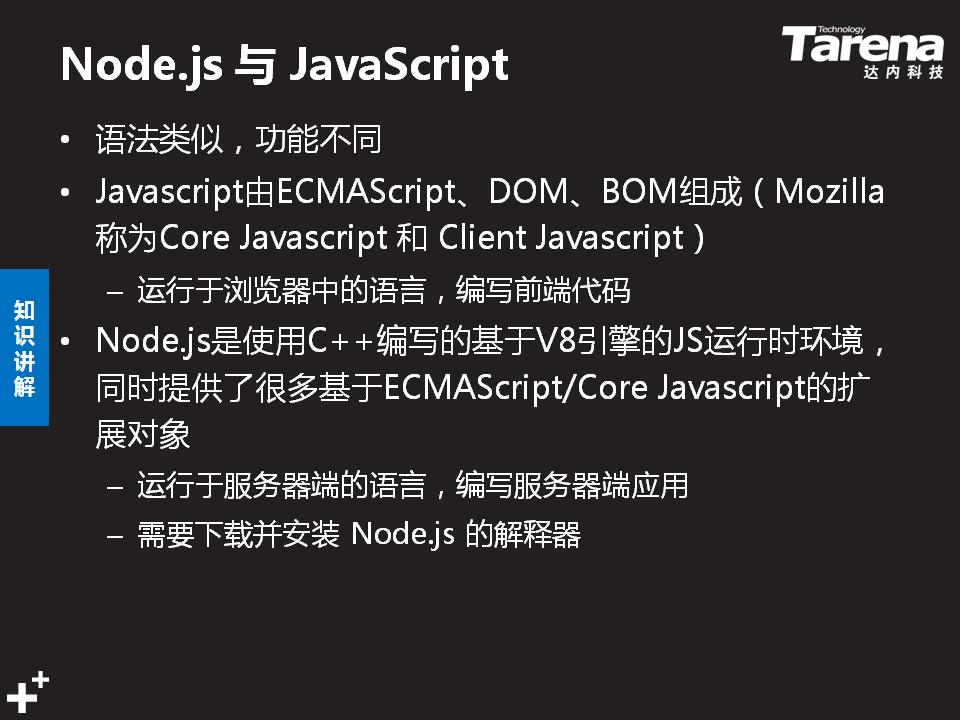 Node.js 与 JavaScript
Technology
Tarena
达内科技
• 语法类似，功能不同
• Javascript由ECMAScript、DOM、BOM组成（Mozilla
称为Core Javascript 和 Client Javascript）
– 运行于浏览器中的语言，编写前端代码
知识讲解
• Node.js是使用C++编写的基于V8引擎的JS运行时环境，
同时提供了很多基于ECMAScript/Core Javascript的扩
展对象
– 运行于服务器端的语言，编写服务器端应用
– 需要下载并安装 Node.js 的解释器